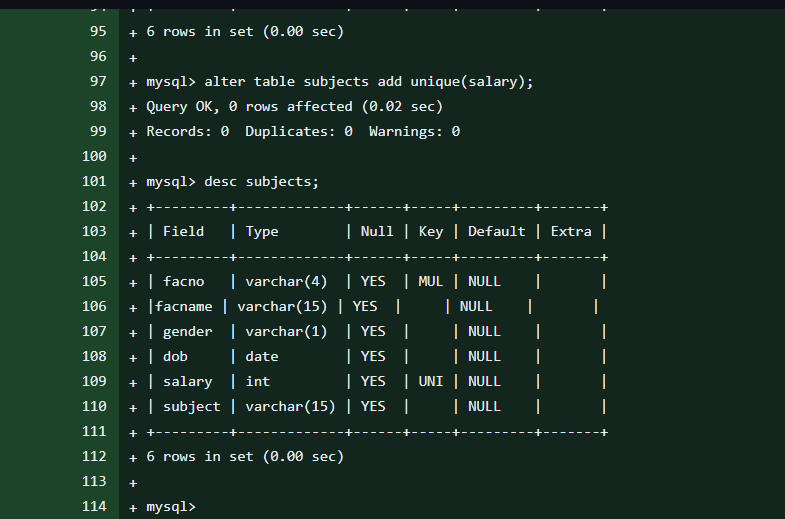 95 + 6 rows in set (0.00 sec)
96 +
97 + mysql> alter table subjects add unique(salary);
98 + Query OK, 0 rows affected (0.02 sec)
99 + Records: 0  Duplicates: 0  Warnings: 0
100 +
101 + mysql> desc subjects;
102 + +---------+-------------+------+-----+---------+-------+
103 + | Field   | Type        | Null | Key | Default | Extra |
104 + +---------+-------------+------+-----+---------+-------+
105 + | facno   | varchar(4)  | YES  | MUL | NULL    |       |
106 + |facname | varchar(15) | YES  |     | NULL    |       |
107 + | gender  | varchar(1)  | YES  |     | NULL    |       |
108 + | dob     | date        | YES  |     | NULL    |       |
109 + | salary  | int         | YES  | UNI | NULL    |       |
110 + | subject | varchar(15) | YES  |     | NULL    |       |
111 + +---------+-------------+------+-----+---------+-------+
112 + 6 rows in set (0.00 sec)
113 +
114 + mysql>